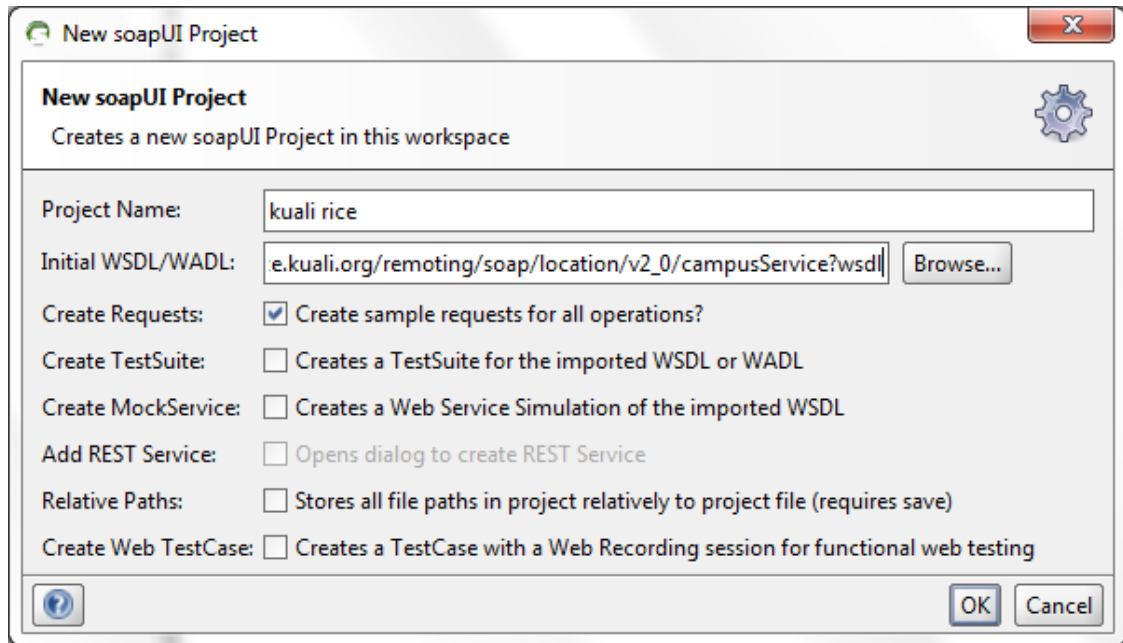 New soapUI Project
New soapUI Project
Creates a new soapUI Project in this workspace
Project Name: kuali rice
Initial WSDL/WADL: :e.kuali.org/remoting/soap/location/v2_0/campusService?wsdl Browse...
Create Requests: Create sample requests for all operations?
Create TestSuite: Creates a TestSuite for the imported WSDL or WADL
Create MockService: Creates a Web Service Simulation of the imported WSDL
Add REST Service: Opens dialog to create REST Service
Relative Paths: Stores all file paths in project relatively to project file (requires save)
Create Web TestCase: Creates a TestCase with a Web Recording session for functional web testing
OK Cancel